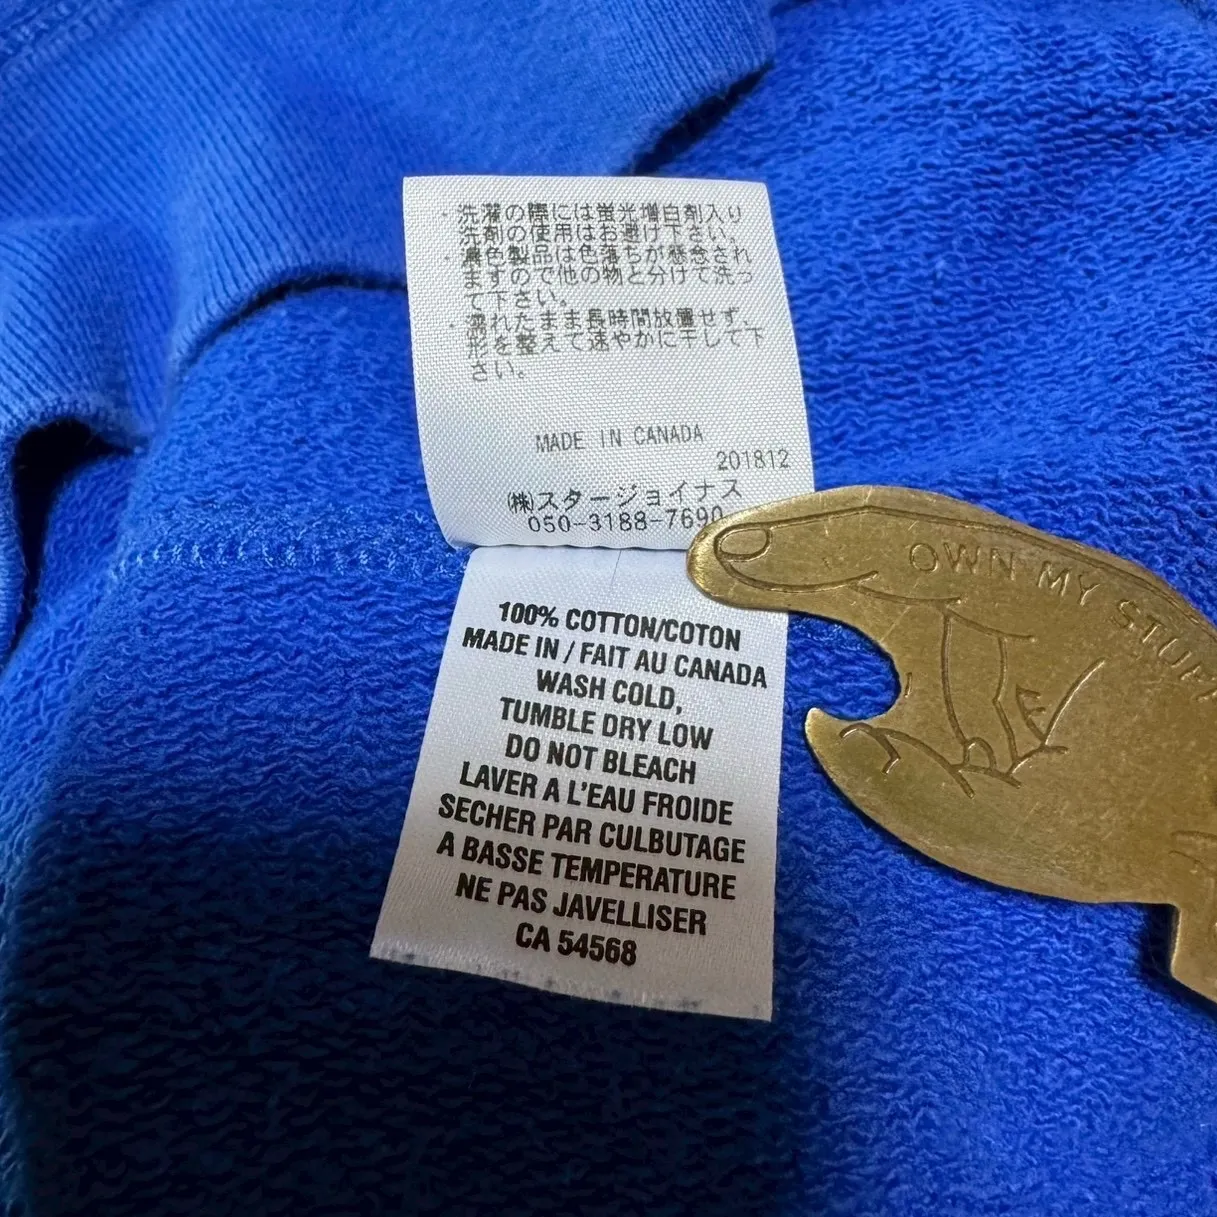 ・洗濯の際には蛍光増白剤入り
洗剤の使用はお避け下さい。
・濃色製品は色落ちが懸念され
ますので他の物と分けて洗っ
て下さい。
・濡れたまま長時間放置せず、
形を整えて速やかに干して下
さい。
MADE IN CANADA
201812
(株)スタージョイナス
050-3188-7690
100% COTTON/COTON
MADE IN / FAIT AU CANADA
WASH COLD,
TUMBLE DRY LOW
DO NOT BLEACH
LAVER A L'EAU FROIDE
SECHER PAR CULBUTAGE
A BASSE TEMPERATURE
NE PAS JAVELLISER
CA 54568
OWN MY STUFF